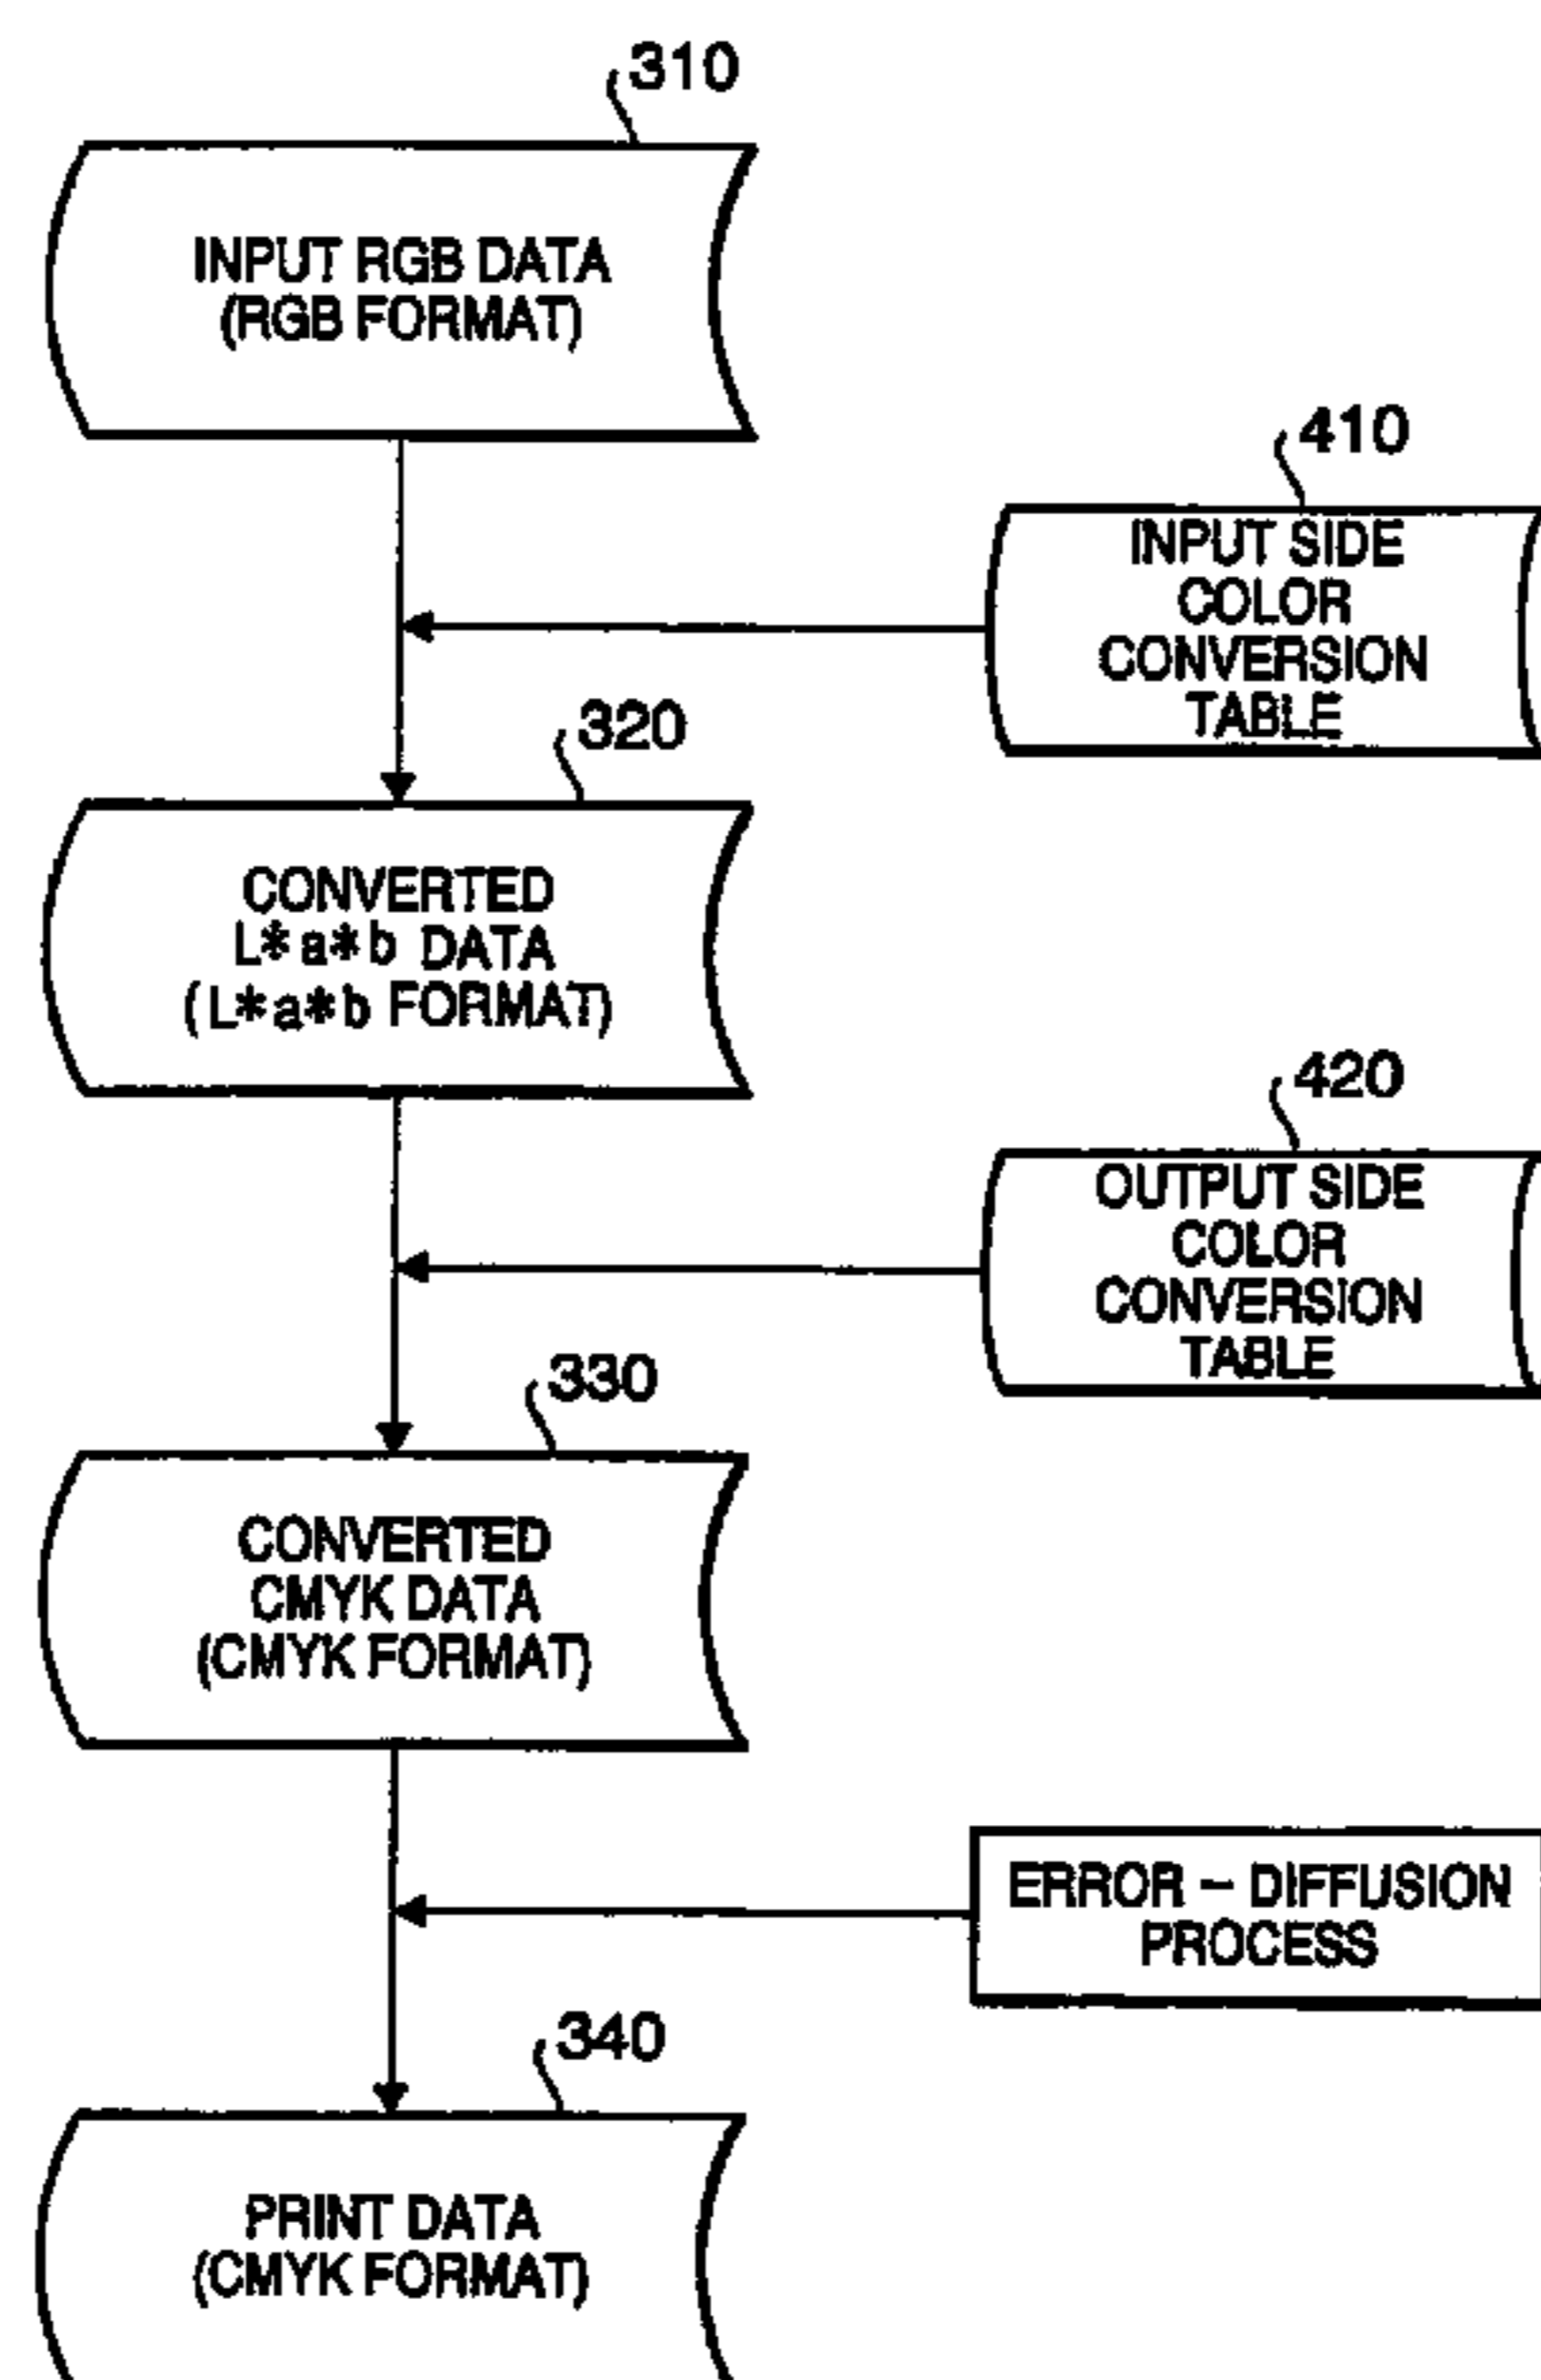 310
INPUT RGB DATA
(RGB FORMAT)
410
INPUT SIDE
COLOR
CONVERSION
TABLE
320
CONVERTED
L*a*b DATA
(L*a*b FORMAT)
420
OUTPUT SIDE
COLOR
CONVERSION
TABLE
330
CONVERTED
CMYK DATA
(CMYK FORMAT)
ERROR - DIFFUSION
PROCESS
340
PRINT DATA
(CMYK FORMAT)